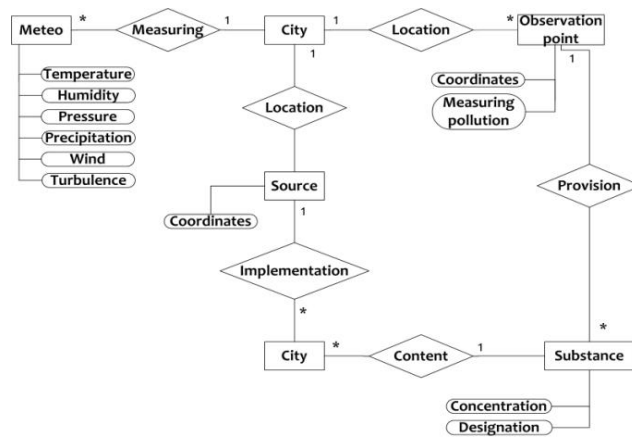 Meteo
*
Measuring
1
City
1
Location
*
Observation
point
1
1
Temperature
Humidity
Pressure
Precipitation
Wind
Turbulence
Coordinates
Measuring
pollution
Location
Source
Coordinates
1
Provision
Implementation
*
*
City
*
Content
1
Substance
Concentration
Designation